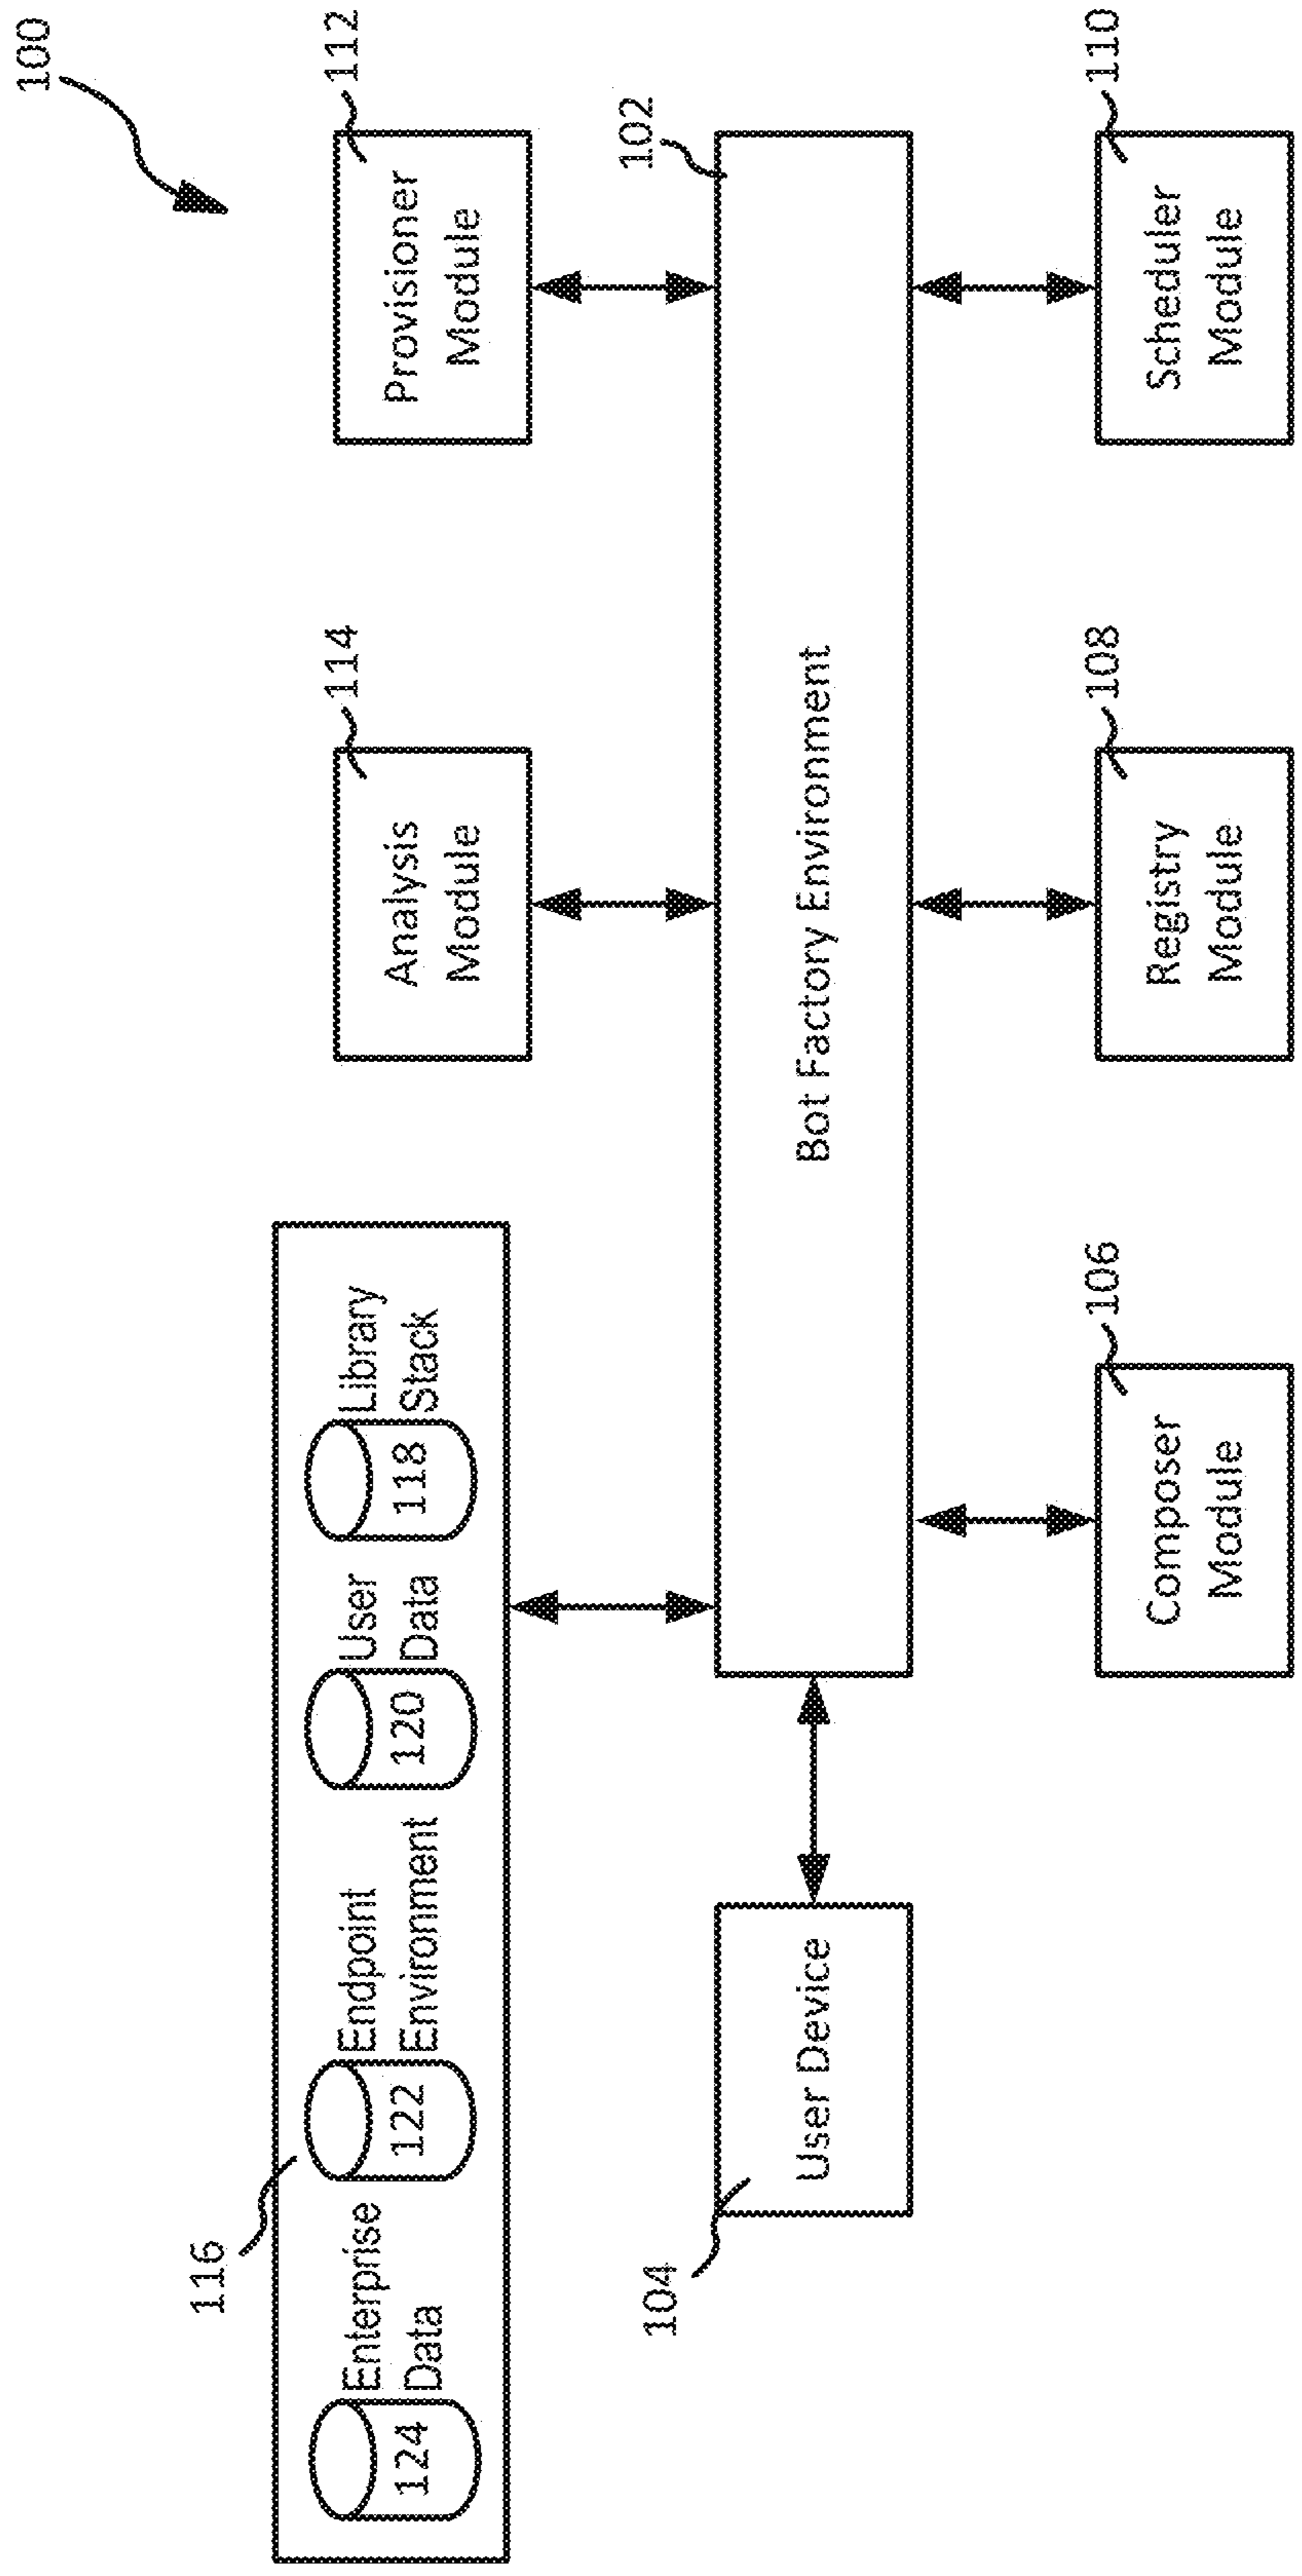 100
116
124
Enterprise
Data
122
Endpoint
Environment
120
User
Data
118
Library
Stack
114
Analysis
Module
112
Provisioner
Module
104
User Device
102
Bot Factory Environment
106
Composer
Module
108
Registry
Module
110
Scheduler
Module